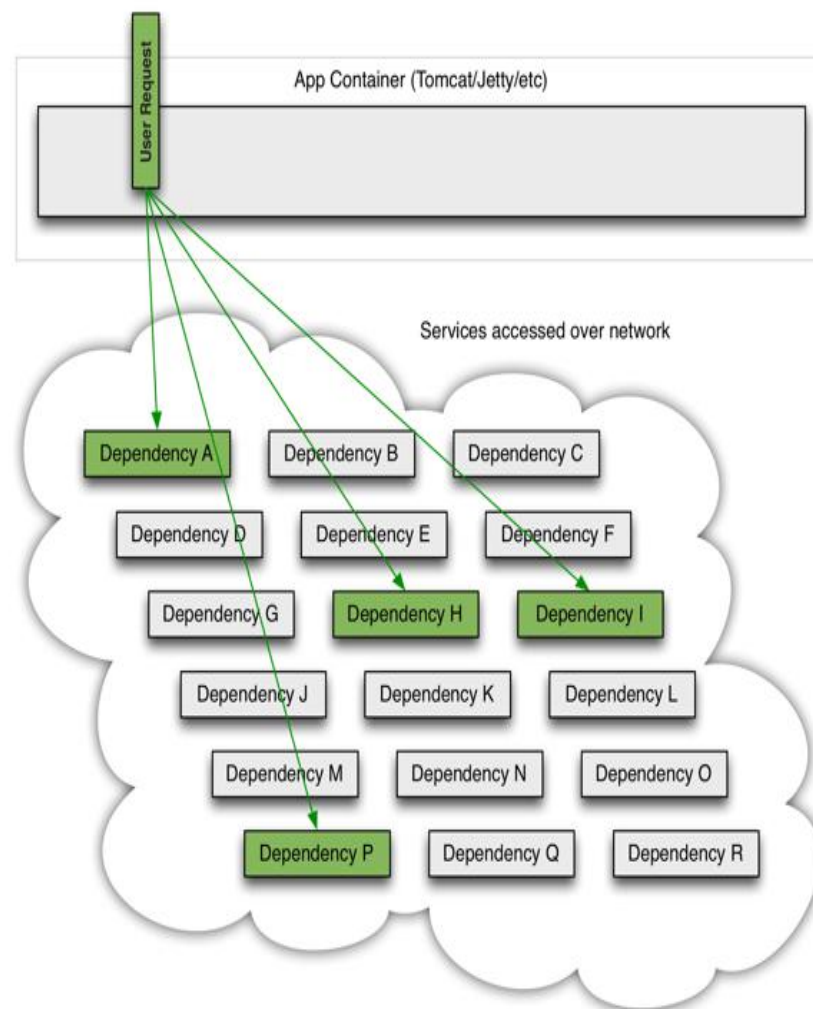 User Request
App Container (Tomcat/Jetty/etc)
Services accessed over network
Dependency A
Dependency B
Dependency C
Dependency D
Dependency E
Dependency F
Dependency G
Dependency H
Dependency I
Dependency J
Dependency K
Dependency L
Dependency M
Dependency N
Dependency O
Dependency P
Dependency Q
Dependency R